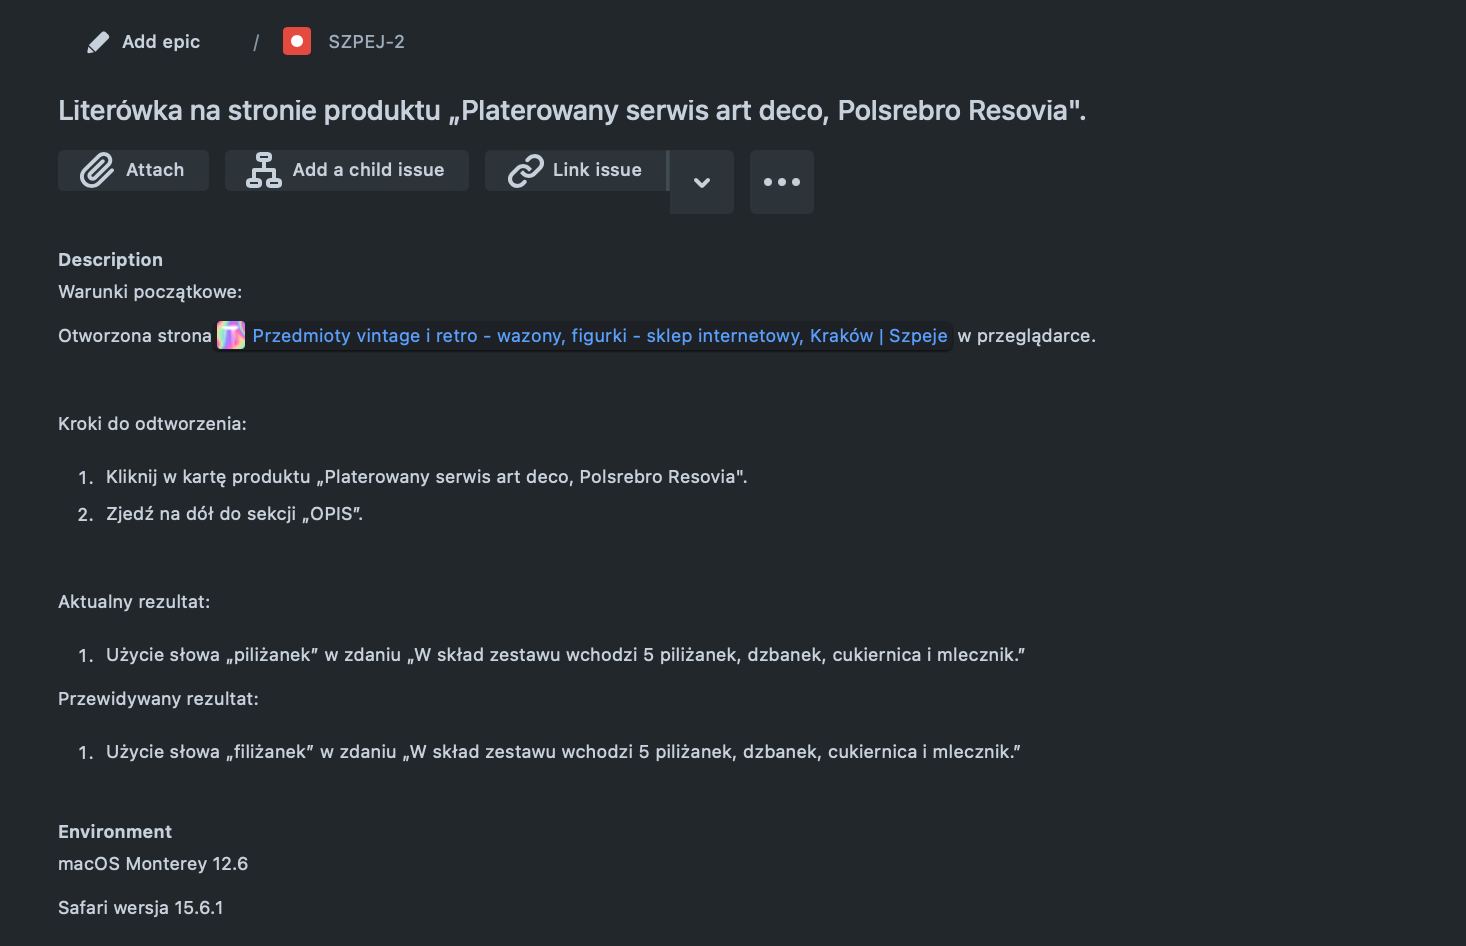 Add epic / SZPEJ-2
Literówka na stronie produktu „Platerowany serwis art deco, Polsrebro Resovia".
Attach Add a child issue Link issue
Description
Warunki początkowe:
Otworzona strona Przedmioty vintage i retro - wazony, figurki - sklep internetowy, Kraków | Szpeje w przeglądarce.
Kroki do odtworzenia:
1. Kliknij w kartę produktu „Platerowany serwis art deco, Polsrebro Resovia".
2. Zjedź na dół do sekcji „OPIS”.
Aktualny rezultat:
1. Użycie słowa „piliżanek” w zdaniu „W skład zestawu wchodzi 5 piliżanek, dzbanek, cukiernica i mlecznik.”
Przewidywany rezultat:
1. Użycie słowa „filiżanek” w zdaniu „W skład zestawu wchodzi 5 piliżanek, dzbanek, cukiernica i mlecznik.”
Environment
macOS Monterey 12.6
Safari wersja 15.6.1